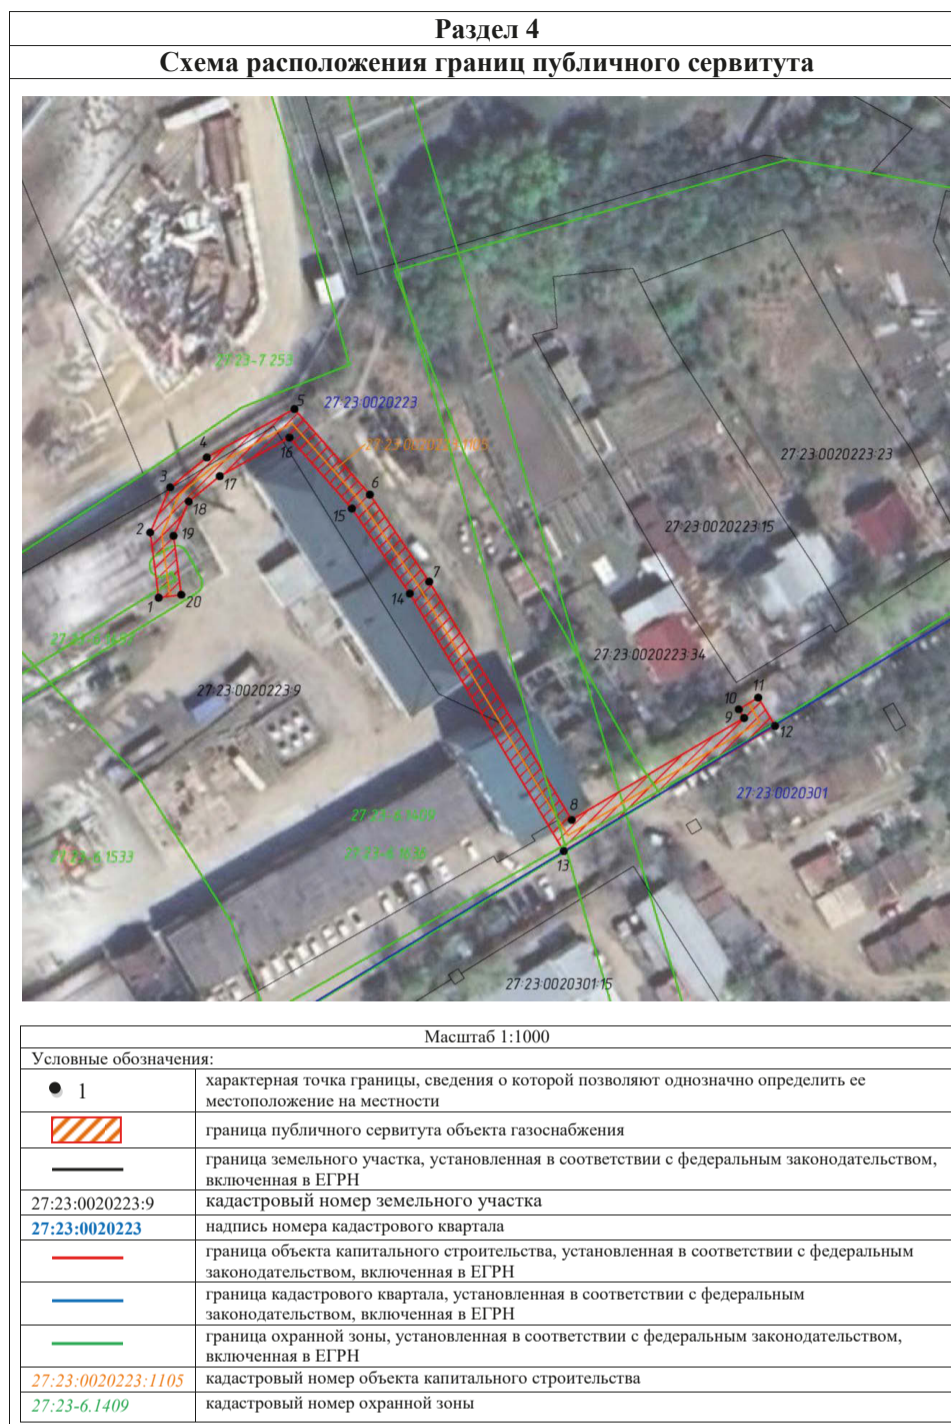 Раздел 4
Схема расположения границ публичного сервитута
27:23-7.253
5
27:23:0020223
4
16
27:23:0020223:1105
27:23:0020223:23
3
17
6
18
15
27:23:0020223:15
2
19
7
14
1
20
27:23:0020223:34
27:23:0020223:9
11
10
9
12
27:23:0020301
8
27:23-6.1409
27:23-6.1533
13
27:23:0020301:15
Масштаб 1:1000
Условные обозначения:
1
характерная точка границы, сведения о которой позволяют однозначно определить ее
местоположение на местности
граница публичного сервитута объекта газоснабжения
граница земельного участка, установленная в соответствии с федеральным законодательством,
включенная в ЕГРН
27:23:0020223:9 кадастровый номер земельного участка
27:23:0020223 надпись номера кадастрового квартала
граница объекта капитального строительства, установленная в соответствии с федеральным
законодательством, включенная в ЕГРН
граница кадастрового квартала, установленная в соответствии с федеральным
законодательством, включенная в ЕГРН
граница охранной зоны, установленная в соответствии с федеральным законодательством,
включенная в ЕГРН
27:23:0020223:1105 кадастровый номер объекта капитального строительства
27:23-6.1409 кадастровый номер охранной зоны